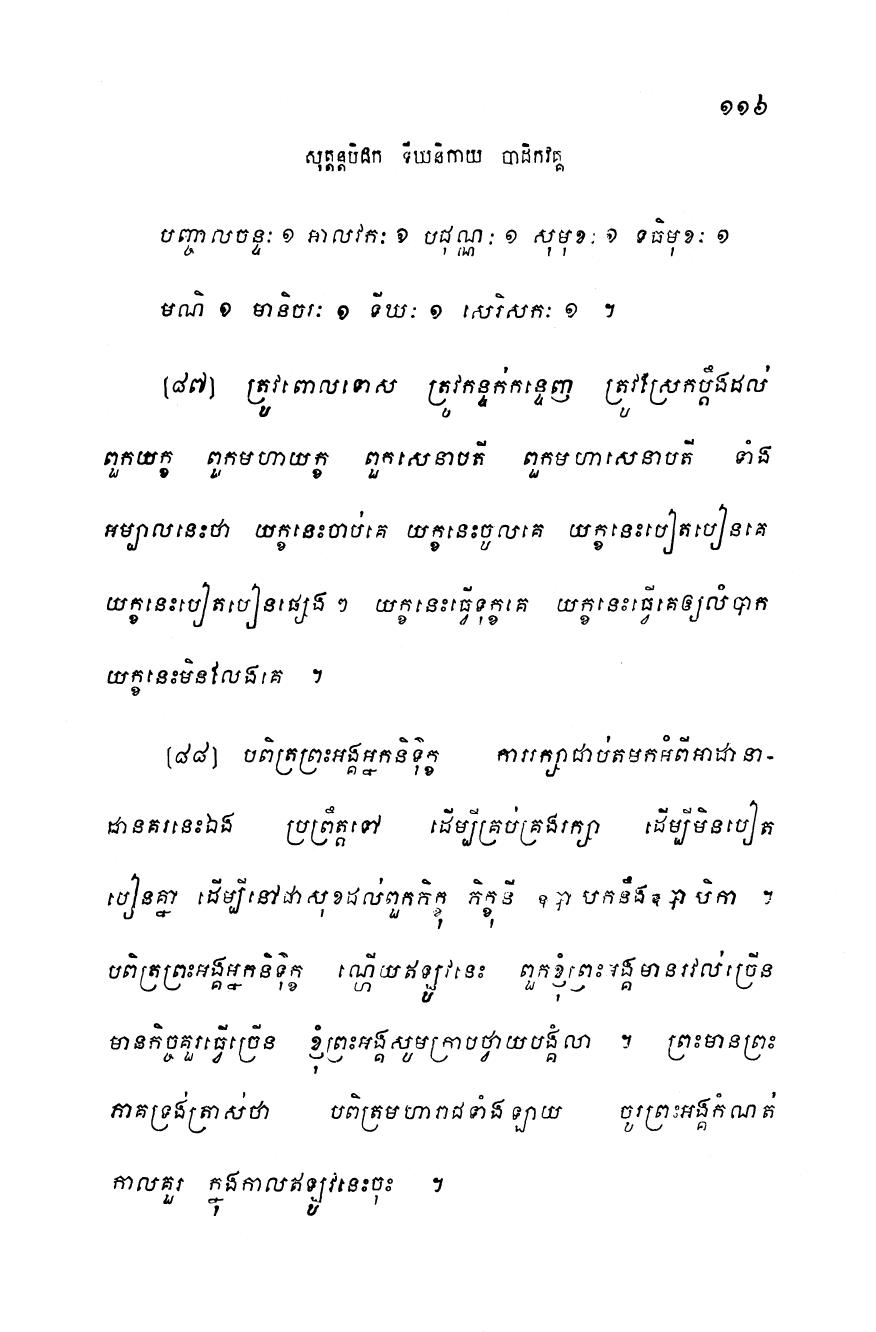 ១១៦
សុត្តន្តបិដក ទីឃនិកាយ បាដិកវគ្គ
បញ្ចាលចន្ទៈ ១ អាលវកៈ ១ បជុណ្ណៈ ១ សុមុខៈ ១ ទធិមុខៈ ១
មណិ ១ មានិចរៈ ១ ទីឃៈ ១ សេរិសកៈ ១ ។
(៨៧) ត្រូវពោលទោស ត្រូវកន្ទក់កន្ទេញ ត្រូវស្រែកប្តឹងដល់
ពួកយក្ខ ពួកមហាយក្ខ ពួកសេនាបតី ពួកមហាសេនាបតី ទាំង
អម្បាលនេះថា យក្ខនេះចាប់គេ យក្ខនេះចូលគេ យក្ខនេះបៀតបៀនគេ
យក្ខនេះបៀតបៀនផ្សេង ៗ យក្ខនេះធ្វើទុក្ខគេ យក្ខនេះធ្វើគេឲ្យលំបាក
យក្ខនេះមិនលែងគេ ។
(៨៨) បពិត្រព្រះអង្គអ្នកនិទ៌ុក្ខ ការរក្សាជាប់តមកអំពីអាដានា-
ដានគរនេះឯង ប្រព្រឹត្តទៅ ដើម្បីគ្រប់គ្រងរក្សា ដើម្បីមិនបៀត
បៀនគ្នា ដើម្បីនៅជាសុខដល់ពួកភិក្ខុ ភិក្ខុនី ឧបាសកនឹងឧបាសិកា ។
បពិត្រព្រះអង្គអ្នកនិទ៌ុក្ខ ណ្ហើយឥឡូវនេះ ពួកខ្ញុំព្រះអង្គមានរវល់ច្រើន
មានកិច្ចគួរធ្វើច្រើន ខ្ញុំព្រះអង្គសូមក្រាបថ្វាយបង្គំលា ។ ព្រះមានព្រះ
ភាគទ្រង់ត្រាស់ថា បពិត្រមហារាជទាំងឡាយ ចូរព្រះអង្គកំណត់
កាលគួរ ក្នុងកាលឥឡូវនេះចុះ ។